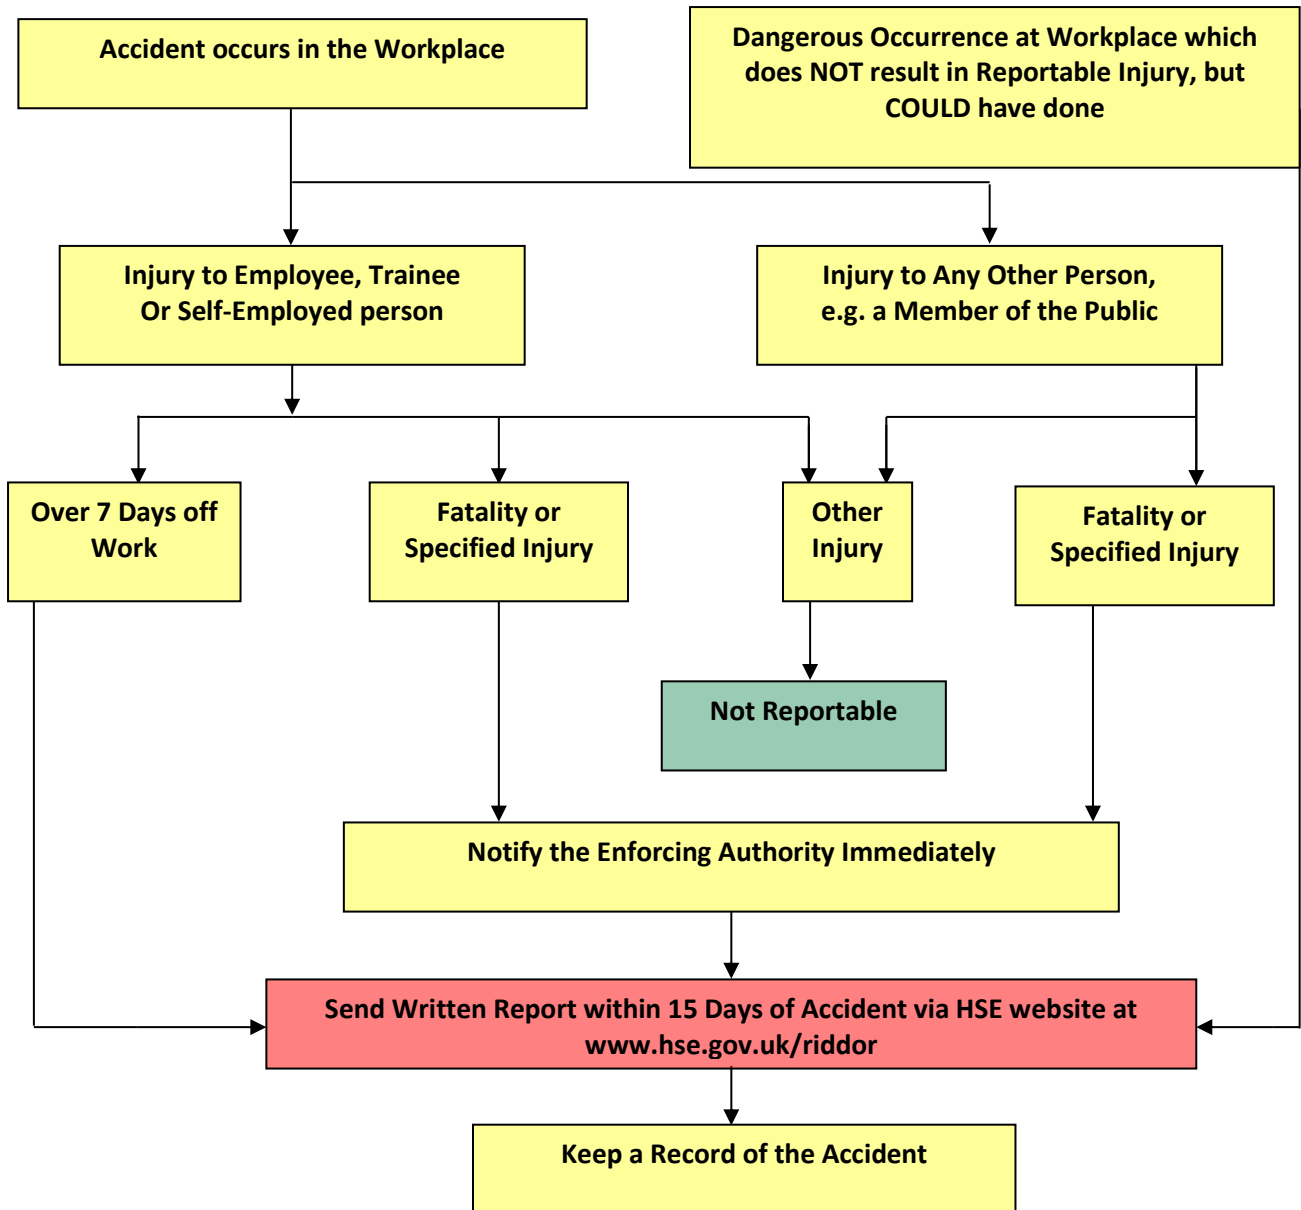 Accident occurs in the Workplace
Dangerous Occurrence at Workplace which
does NOT result in Reportable Injury, but
COULD have done
Injury to Employee, Trainee
Or Self-Employed person
Injury to Any Other Person,
e.g. a Member of the Public
Over 7 Days off
Work
Fatality or
Specified Injury
Other
Injury
Fatality or
Specified Injury
Not Reportable
Notify the Enforcing Authority Immediately
Send Written Report within 15 Days of Accident via HSE website at
www.hse.gov.uk/riddor
Keep a Record of the Accident